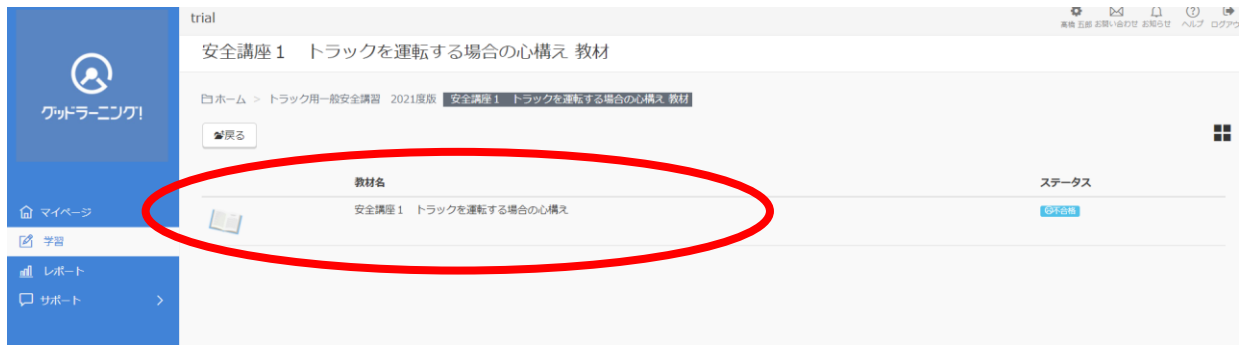 trial
高橋 五郎 お問い合わせ お知らせ ヘルプ ログアウ
安全講座１ トラックを運転する場合の心構え 教材
グッドラーニング!
ホーム > トラック用一般安全講習 2021度版 安全講座１ トラックを運転する場合の心構え 教材
戻る
教材名 ステータス
安全講座１ トラックを運転する場合の心構え 不合格
マイページ
学習
レポート
サポート >